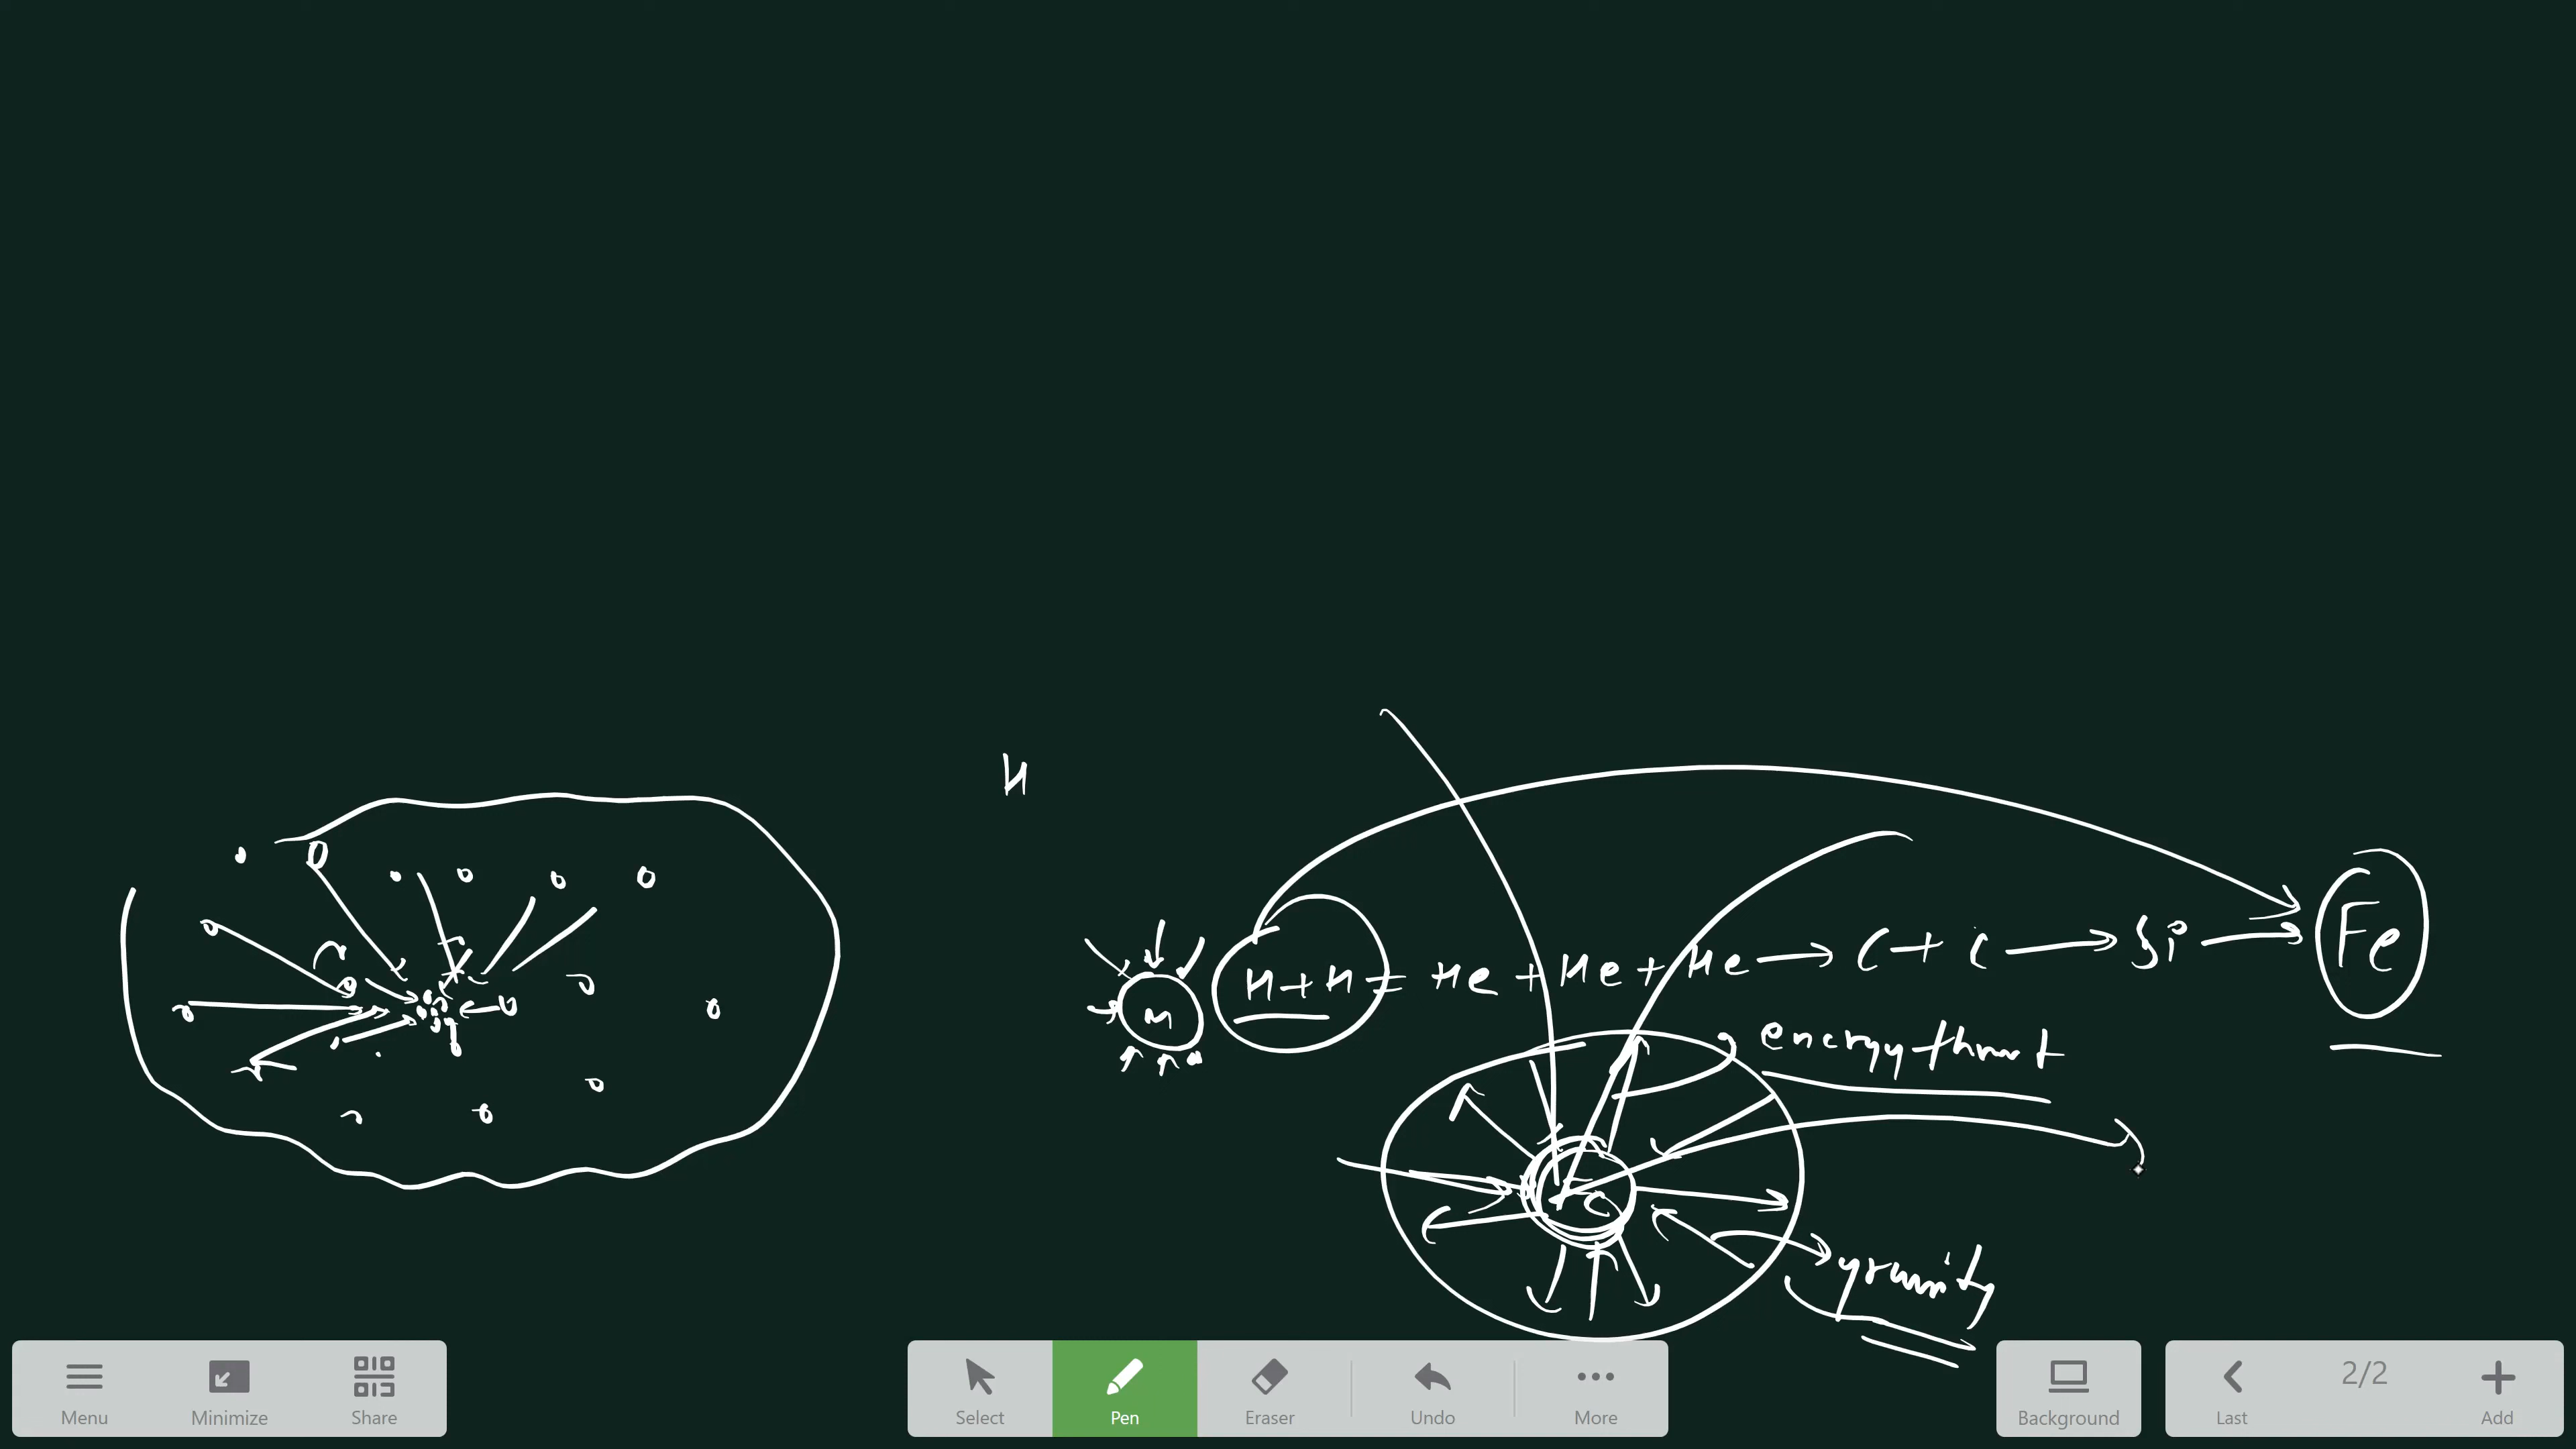 H
H + H = He + He + He → C + C → Si → Fe
M
energy thrust
C
gravity
Menu Minimize Share Select Pen Eraser Undo More Background Last 2/2 Add